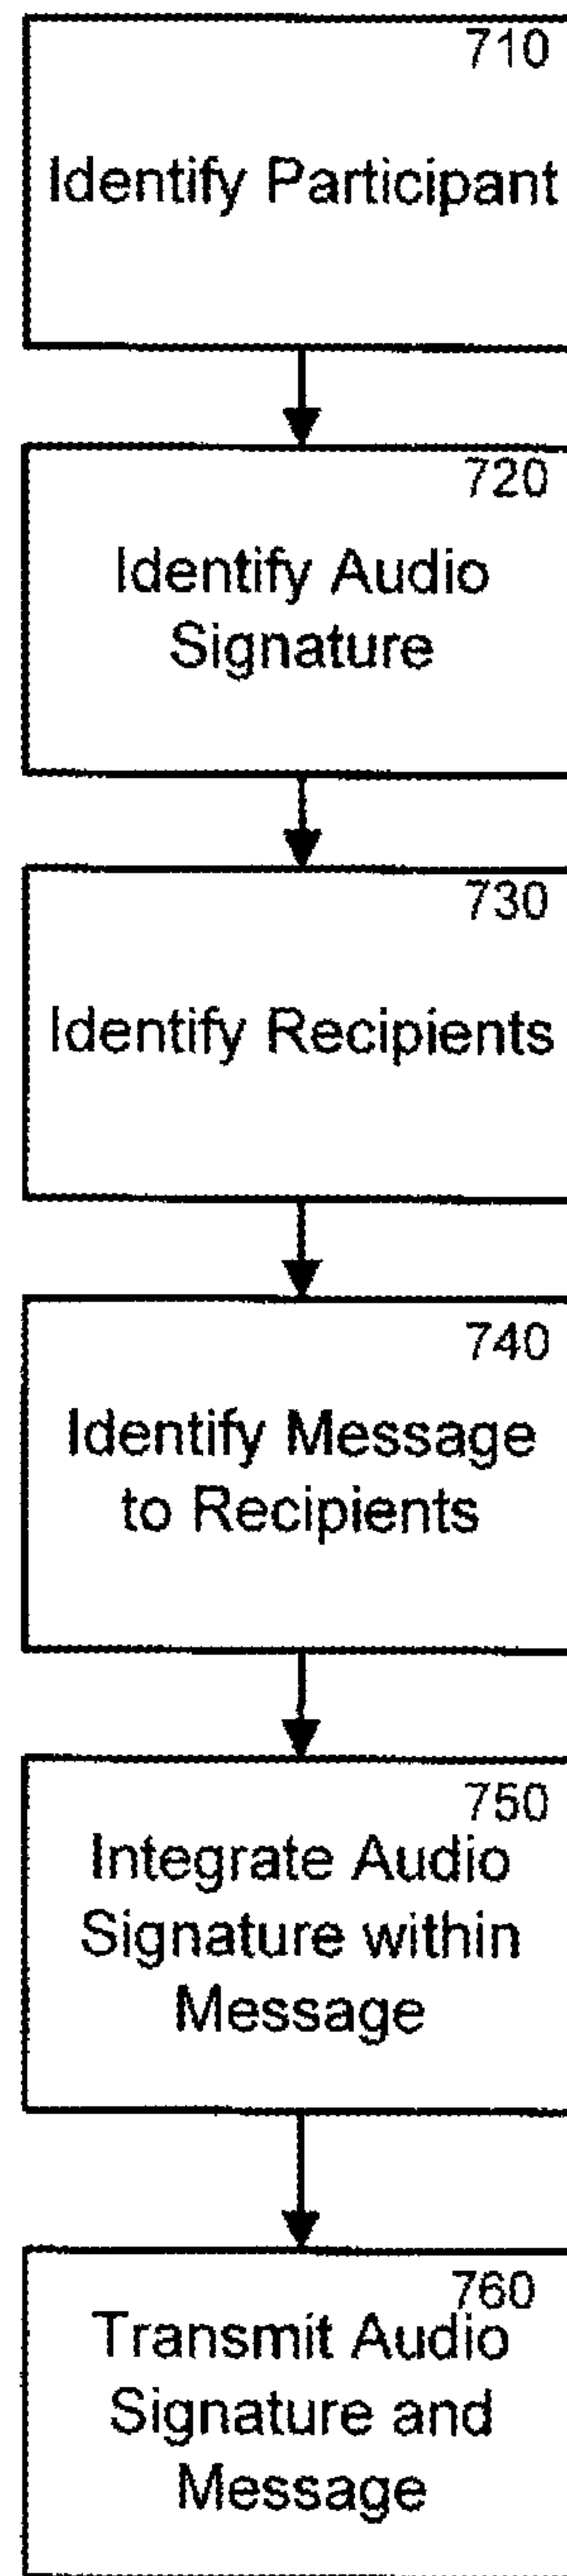 710
Identify Participant
720
Identify Audio
Signature
730
Identify Recipients
740
Identify Message
to Recipients
750
Integrate Audio
Signature within
Message
760
Transmit Audio
Signature and
Message